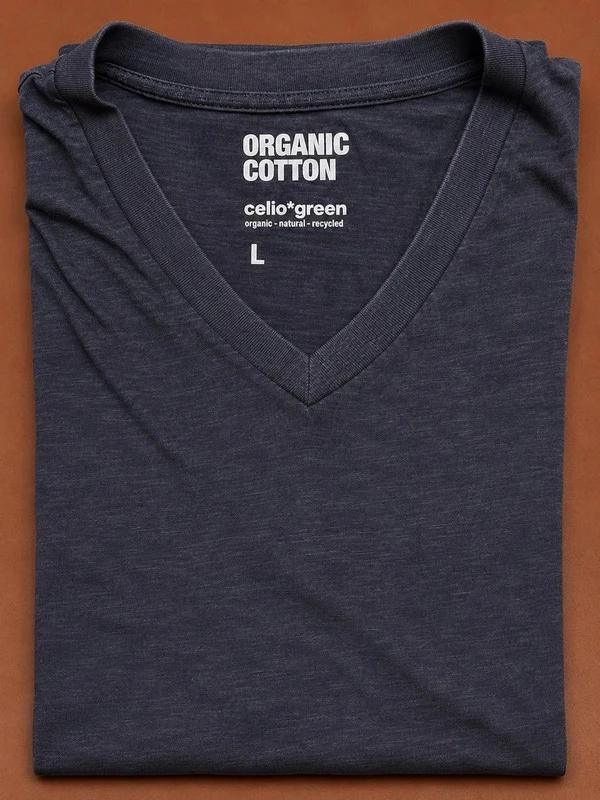 ORGANIC
COTTON
celio*green
organic - natural - recycled
L